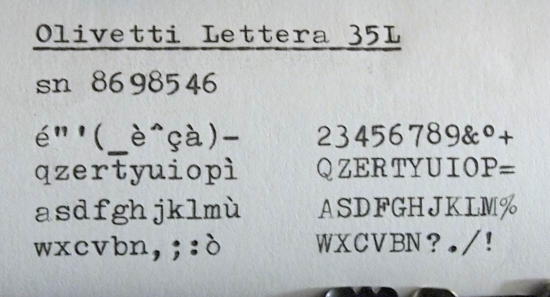 Olivetti Lettera 35L
sn 8698546
é"'(_è^çà)- 23456789&º+
qzertyuiopì QZERTYUIOP=
asdfghjklmù ASDFGHJKLM%
wxcvbn,;:ò WXCVBN?./!